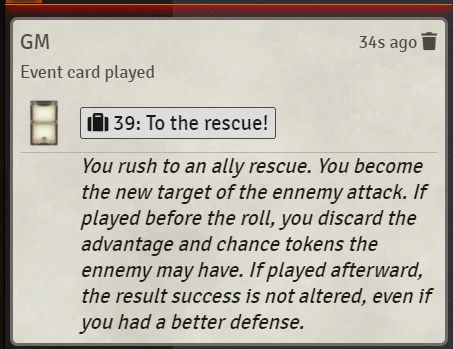 GM 34s ago
Event card played
39: To the rescue!
You rush to an ally rescue. You become
the new target of the ennemy attack. If
played before the roll, you discard the
advantage and chance tokens the
ennemy may have. If played afterward,
the result success is not altered, even if
you had a better defense.